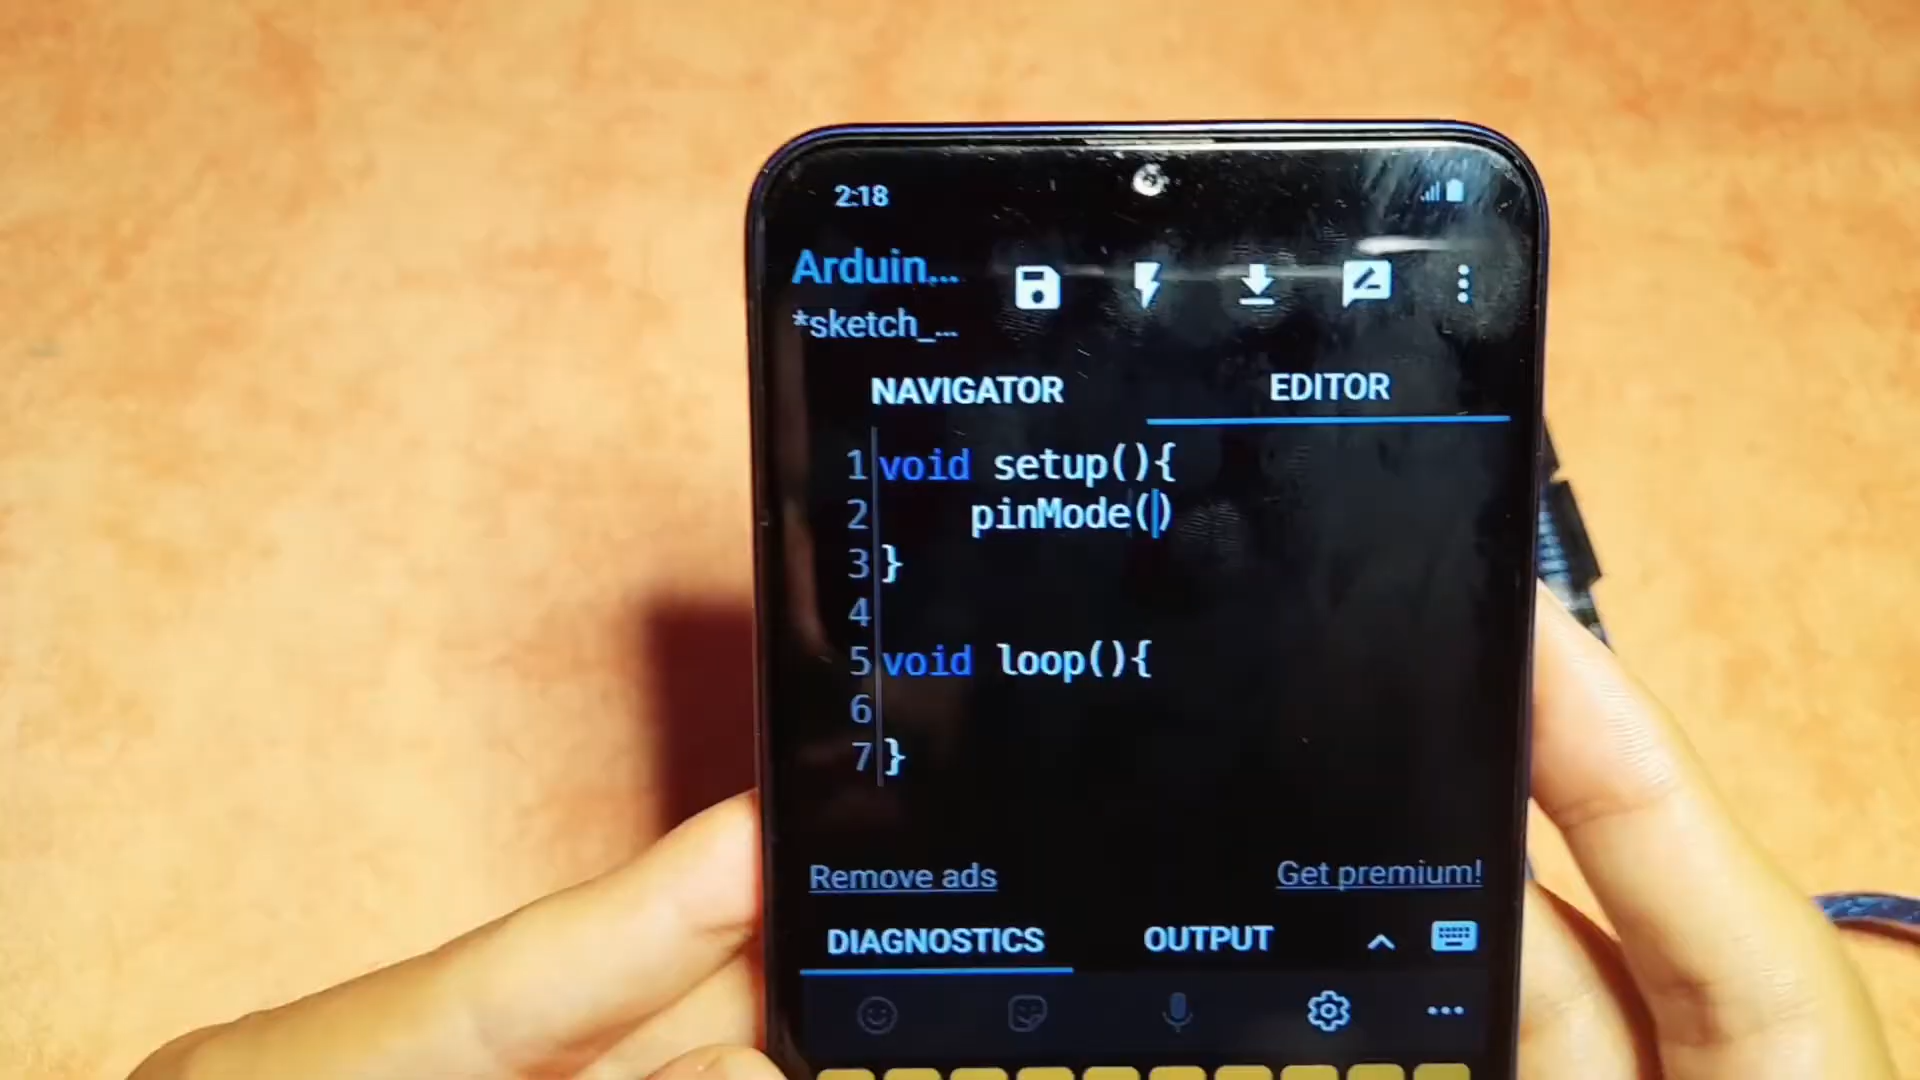 2:18
Arduin...
*sketch_...
NAVIGATOR
EDITOR
1 void setup(){
2     pinMode()
3 }
4
5 void loop(){
6
7 }
Remove ads
Get premium!
DIAGNOSTICS
OUTPUT